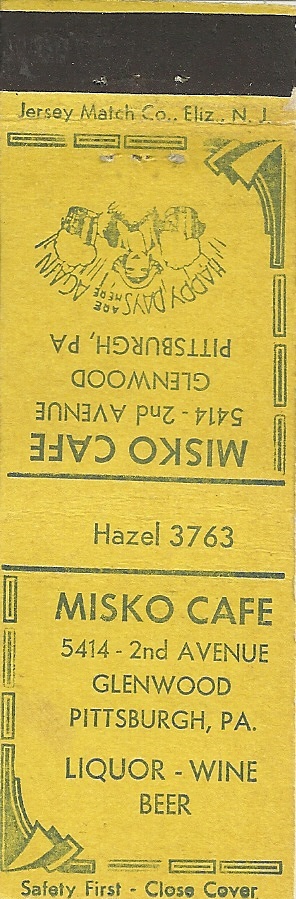 Jersey Match Co., Eliz., N. J.
MISKO CAFE
5414 - 2nd AVENUE
GLENWOOD
PITTSBURGH, PA
HAPPY DAYS
ARE
HERE
AGAIN
Hazel 3763
MISKO CAFE
5414 - 2nd AVENUE
GLENWOOD
PITTSBURGH, PA.
LIQUOR - WINE
BEER
Safety First - Close Cover